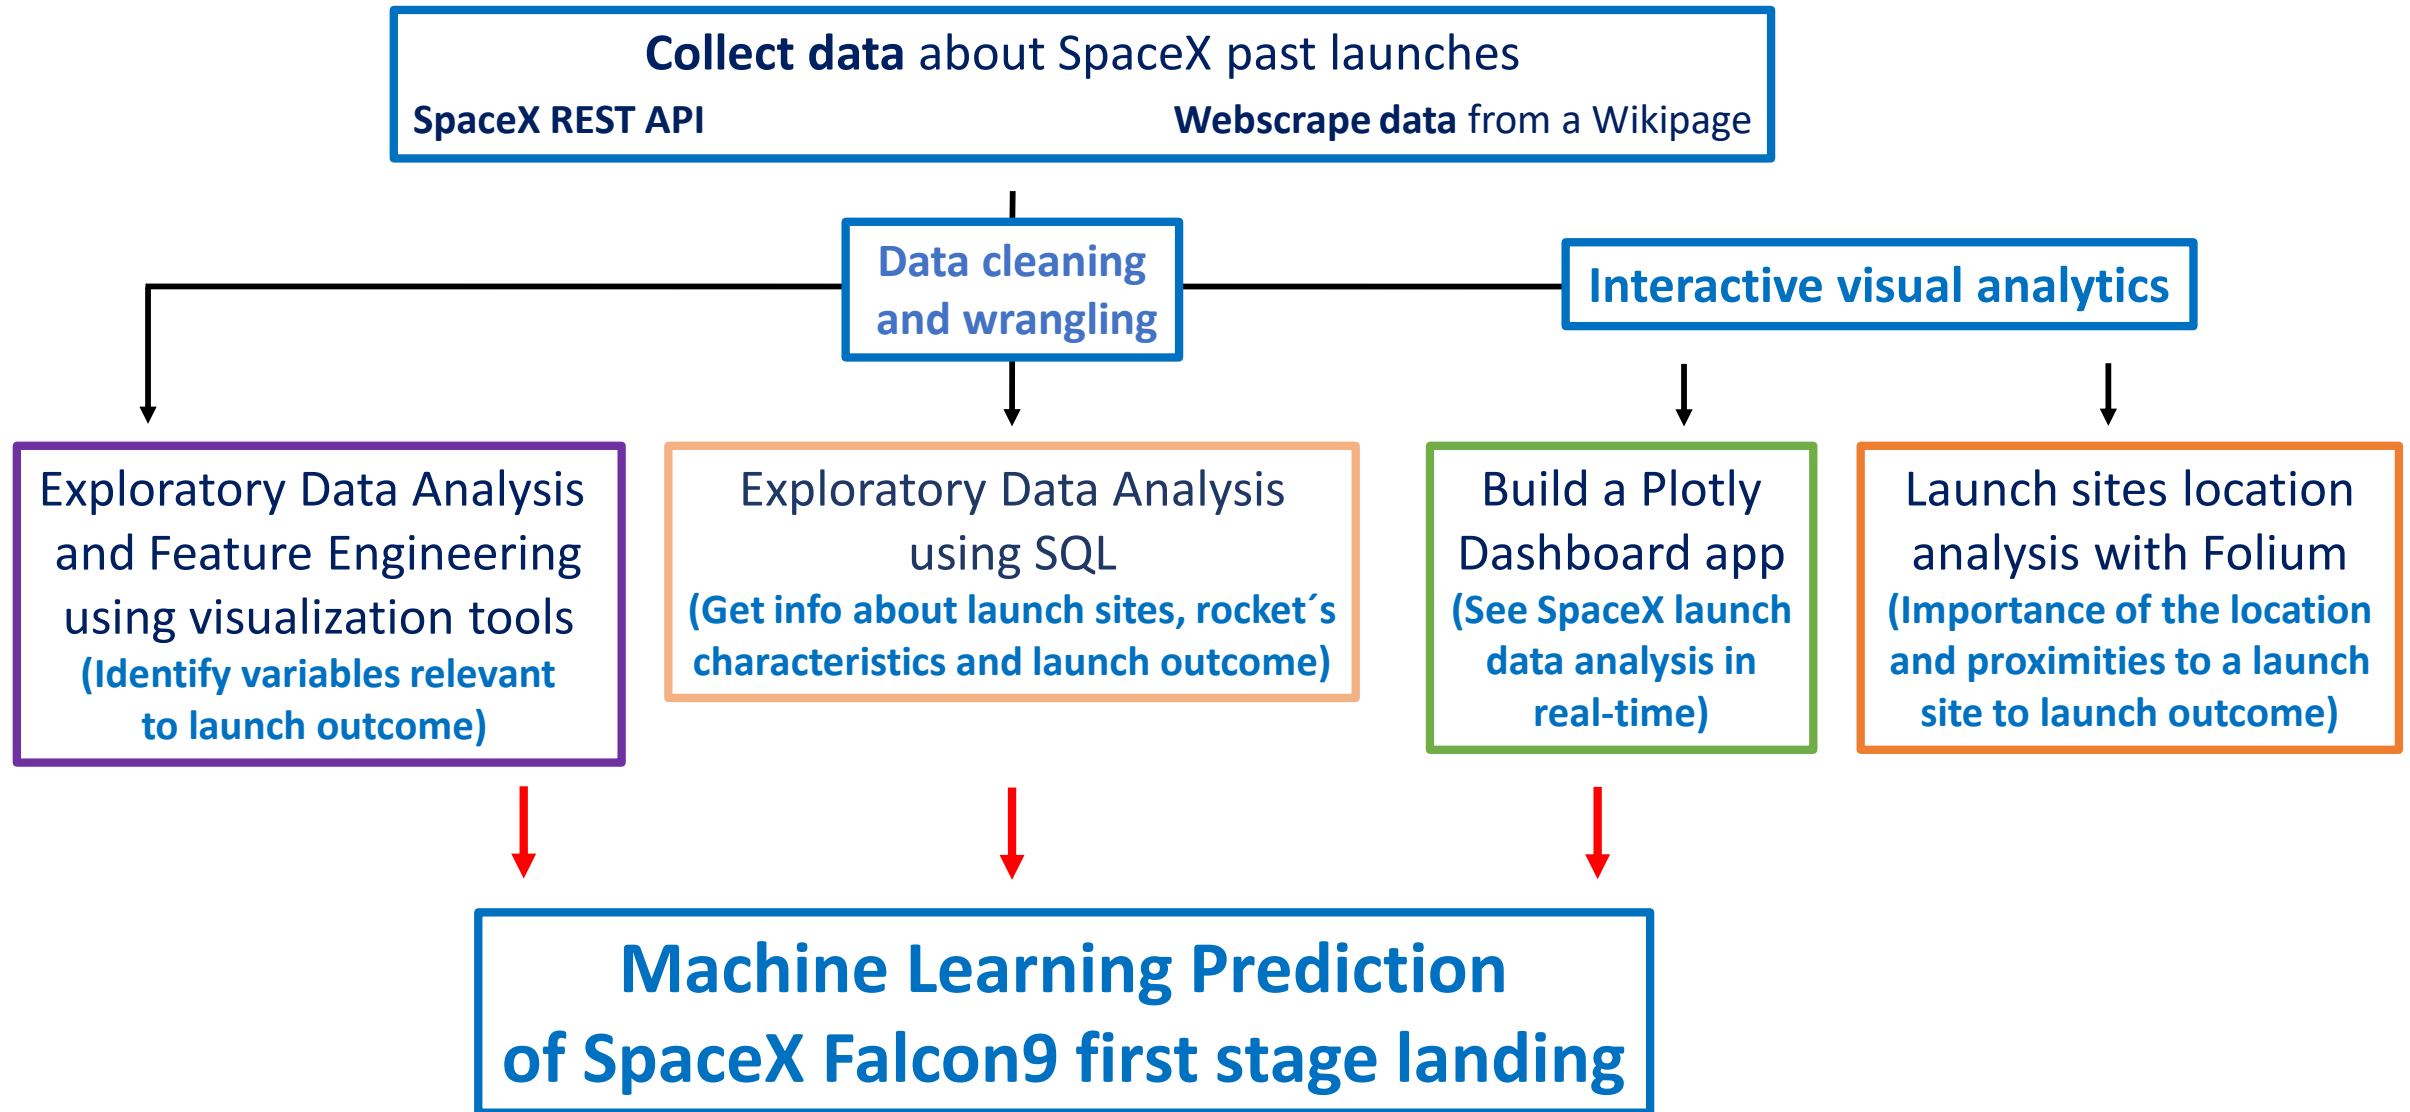 Collect data about SpaceX past launches
SpaceX REST API
Webscrape data from a Wikipage
Data cleaning
and wrangling
Interactive visual analytics
Exploratory Data Analysis
and Feature Engineering
using visualization tools
(Identify variables relevant
to launch outcome)
Exploratory Data Analysis
using SQL
(Get info about launch sites, rocket´s
characteristics and launch outcome)
Build a Plotly
Dashboard app
(See SpaceX launch
data analysis in
real-time)
Launch sites location
analysis with Folium
(Importance of the location
and proximities to a launch
site to launch outcome)
Machine Learning Prediction
of SpaceX Falcon9 first stage landing